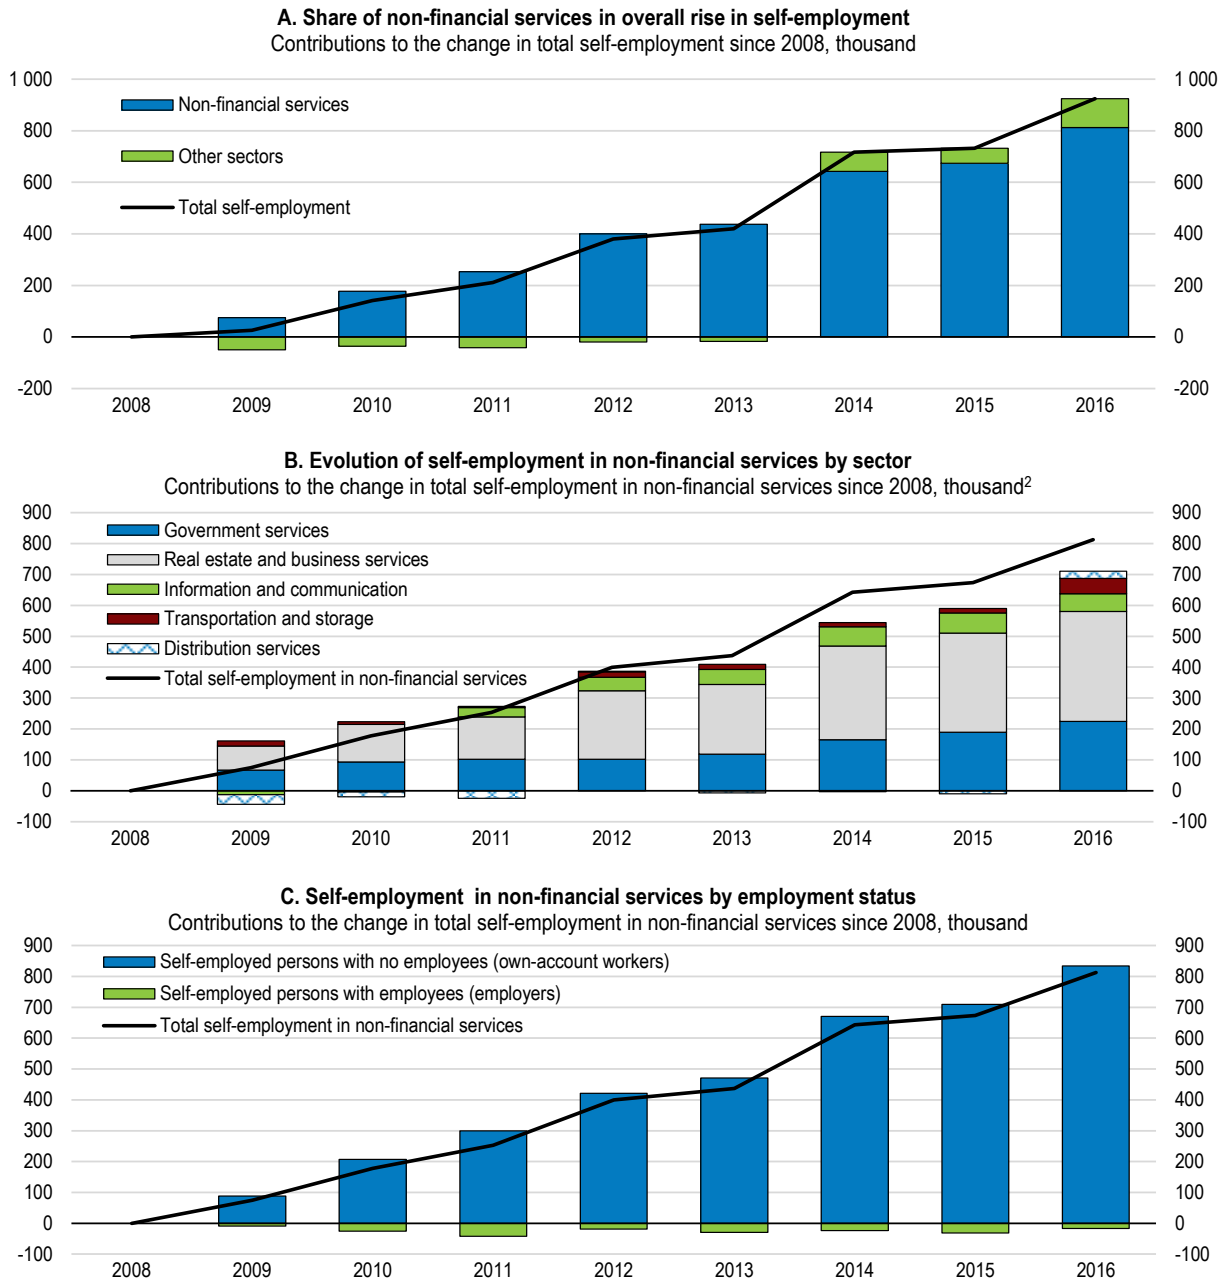 A. Share of non-financial services in overall rise in self-employment
Contributions to the change in total self-employment since 2008, thousand
1 000 1 000
Non-financial services
800 800
Other sectors
600 600
Total self-employment
400 400
200 200
0 0
-200 -200
2008 2009 2010 2011 2012 2013 2014 2015 2016
B. Evolution of self-employment in non-financial services by sector
Contributions to the change in total self-employment in non-financial services since 2008, thousand2
900 900
Government services
800 800
Real estate and business services
700 700
Information and communication
600 600
Transportation and storage
500 500
Distribution services
400 400
Total self-employment in non-financial services
300 300
200 200
100 100
0 0
-100 -100
2008 2009 2010 2011 2012 2013 2014 2015 2016
C. Self-employment in non-financial services by employment status
Contributions to the change in total self-employment in non-financial services since 2008, thousand
900 900
Self-employed persons with no employees (own-account workers)
800 800
Self-employed persons with employees (employers)
700 700
Total self-employment in non-financial services
600 600
500 500
400 400
300 300
200 200
100 100
0 0
-100 -100
2008 2009 2010 2011 2012 2013 2014 2015 2016